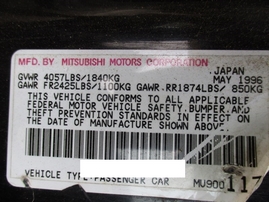 MFD. BY MITSUBISHI MOTORS CORPORATION
JAPAN
GVWR 4057LBS/1840KG MAY 1996
GAWR FR2425LBS/1100KG GAWR RR1874LBS/ 850KG
THIS VEHICLE CONFORMS TO ALL APPLICABLE
FEDERAL MOTOR VEHICLE SAFETY,BUMPER,AND
THEFT PREVENTION STANDARDS IN EFFECT ON
THE DATE OF MANUFACTURE SHOWN ABOVE.
VEHICLE TYPE:PASSENGER CAR MU900117